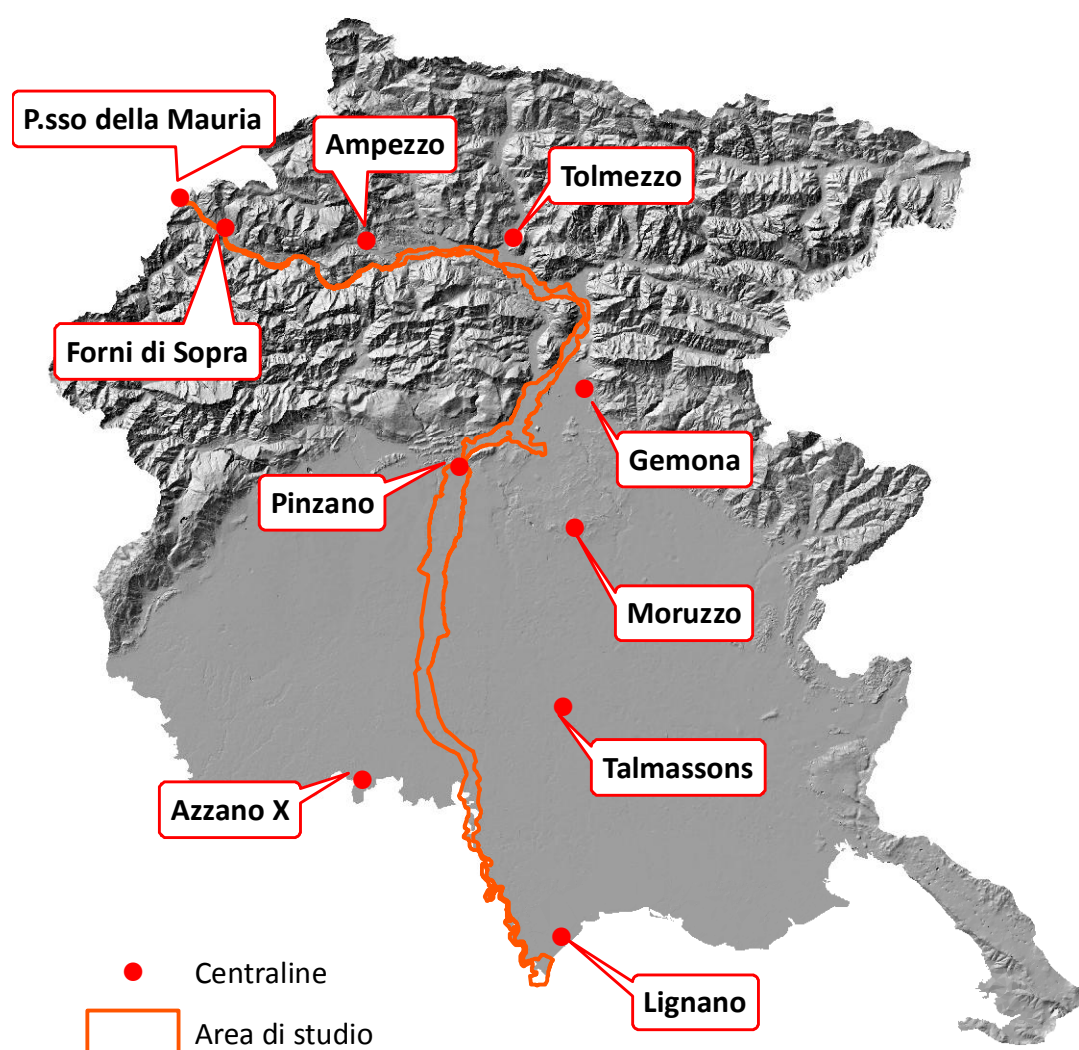 P.sso della Mauria
Ampezzo
Tolmezzo
Forni di Sopra
Gemona
Pinzano
Moruzzo
Talmassons
Azzano X
Lignano
Centraline
Area di studio